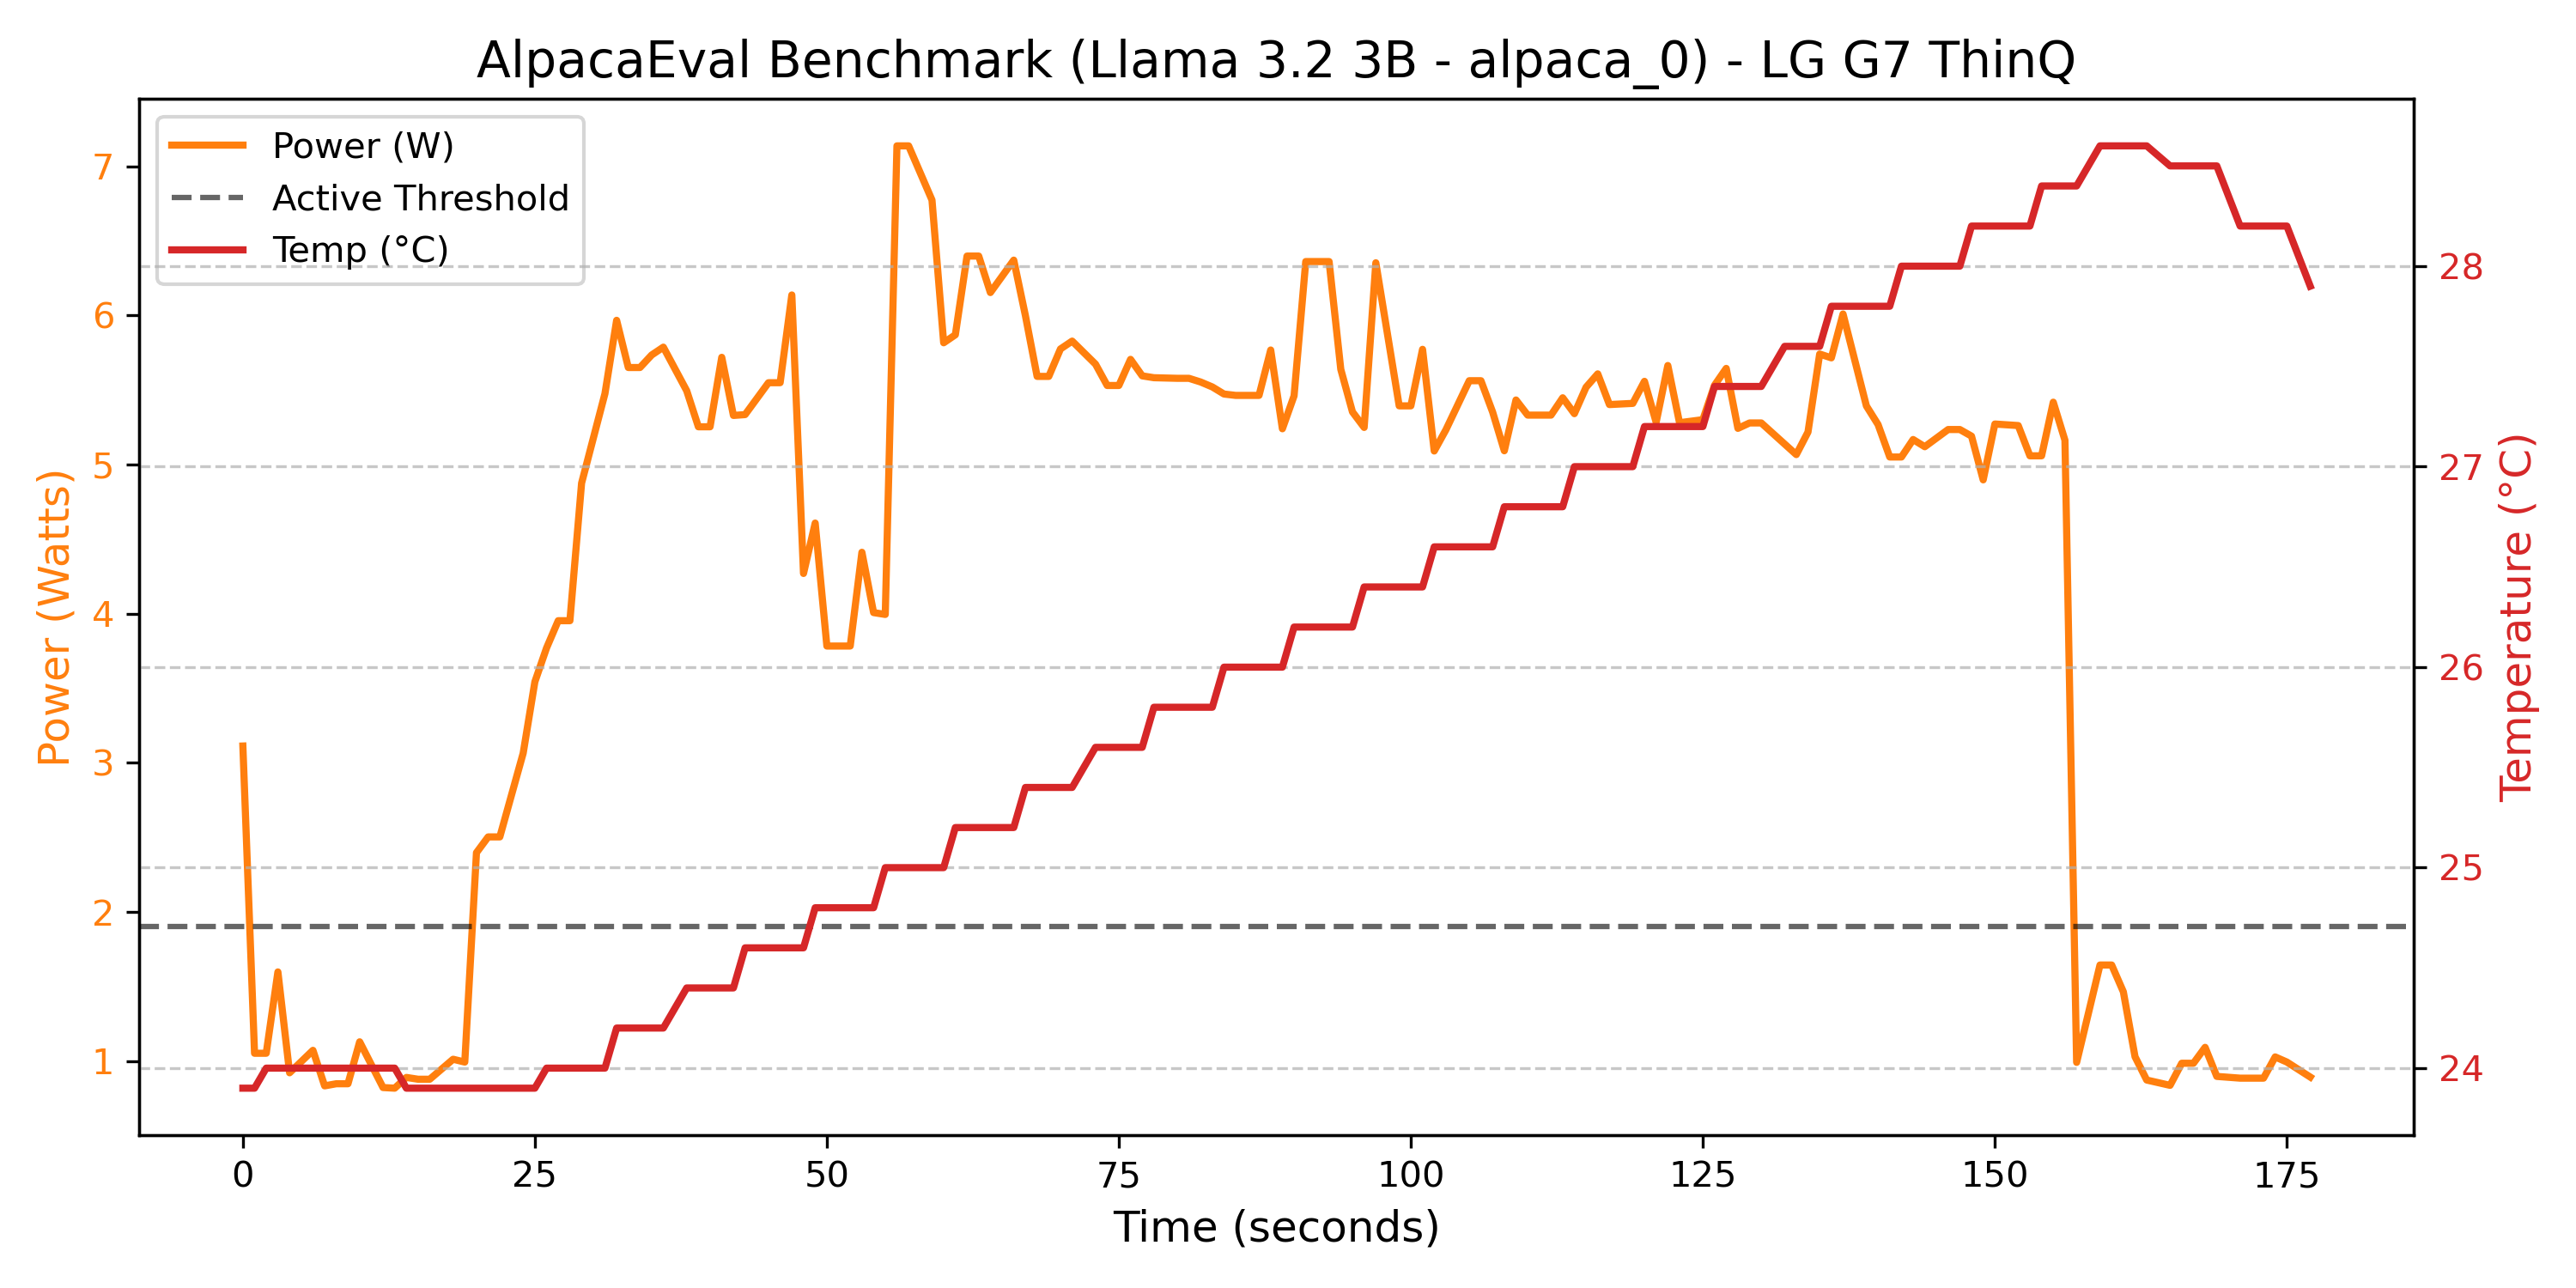 AlpacaEval Benchmark (Llama 3.2 3B - alpaca_0) - LG G7 ThinQ
Power (W)
Active Threshold
Temp (°C)
Power (Watts)
7
6
5
4
3
2
1
28
27
26
25
24
Temperature (°C)
0 25 50 75 100 125 150 175
Time (seconds)